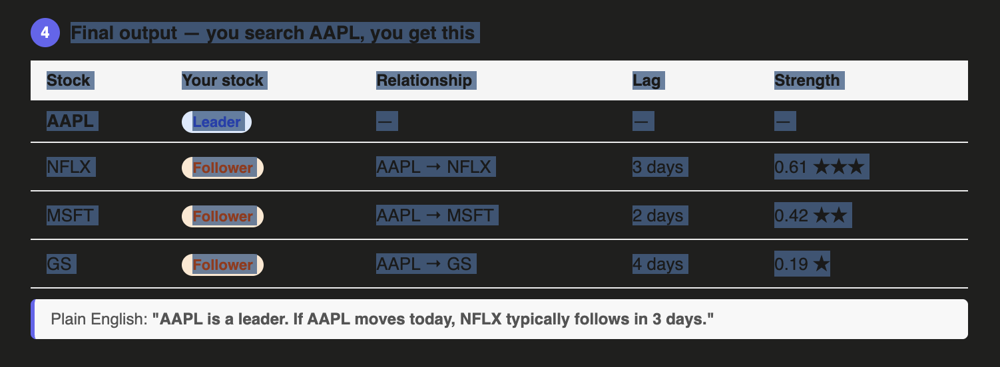 4 Final output — you search AAPL, you get this
Stock Your stock Relationship Lag Strength
AAPL Leader — — —
NFLX Follower AAPL → NFLX 3 days 0.61 ★★★
MSFT Follower AAPL → MSFT 2 days 0.42 ★★
GS Follower AAPL → GS 4 days 0.19 ★
Plain English: "AAPL is a leader. If AAPL moves today, NFLX typically follows in 3 days."